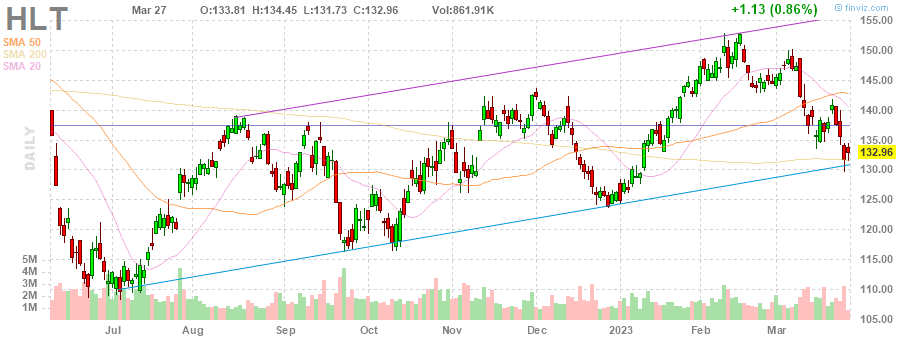 HLT Mar 27 O:133.81 H:134.45 L:131.73 C:132.96 Vol:861.91K +1.13 (0.86%)
© finviz.com
SMA 50
SMA 200
SMA 20
DAILY
155.00
150.00
145.00
140.00
135.00
132.96
130.00
125.00
120.00
115.00
110.00
105.00
5M
4M
3M
2M
1M
Jul Aug Sep Oct Nov Dec 2023 Feb Mar